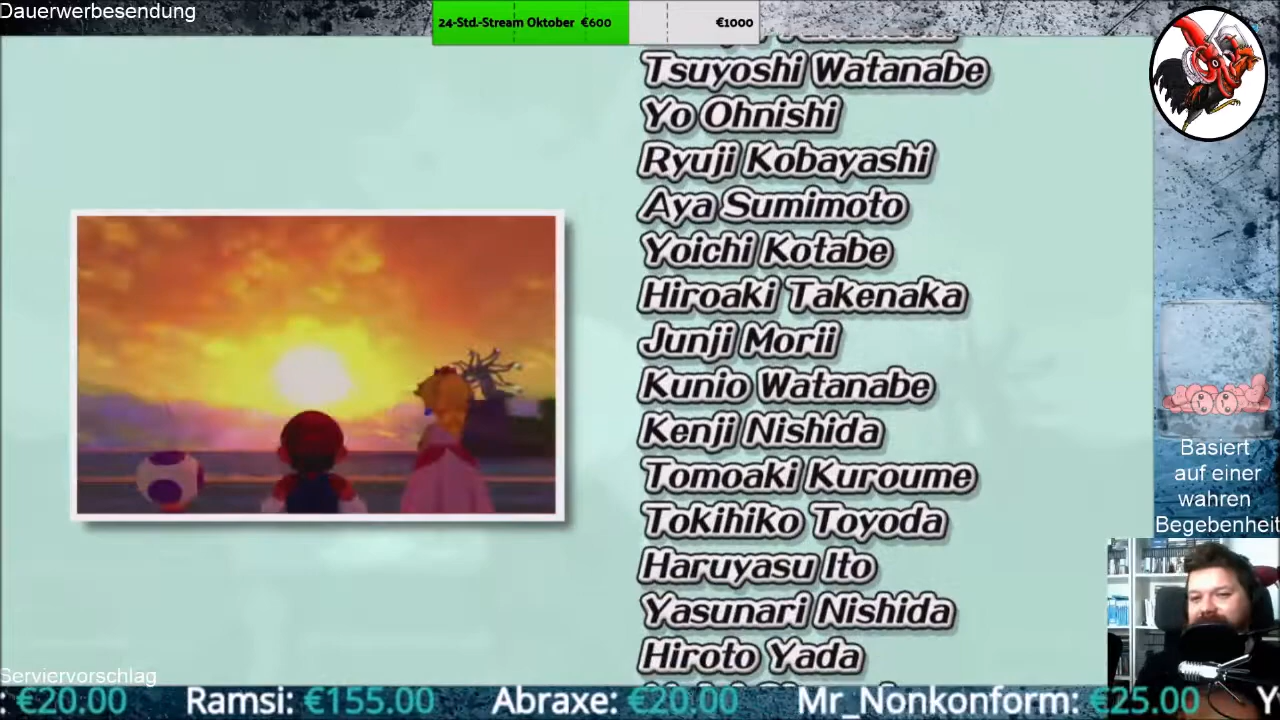 Dauerwerbesendung
24-Std.-Stream Oktober €600 €1000
Tsuyoshi Watanabe
Yo Ohnishi
Ryuji Kobayashi
Aya Sumimoto
Yoichi Kotabe
Hiroaki Takenaka
Junji Morii
Kunio Watanabe
Kenji Nishida
Tomoaki Kuroume
Tokihiko Toyoda
Haruyasu Ito
Yasunari Nishida
Hiroto Yada
Basiert
auf einer
wahren
Begebenheit
Serviervorschlag
: €20.00 Ramsi: €155.00 Abraxe: €20.00 Mr_Nonkonform: €25.00 Y